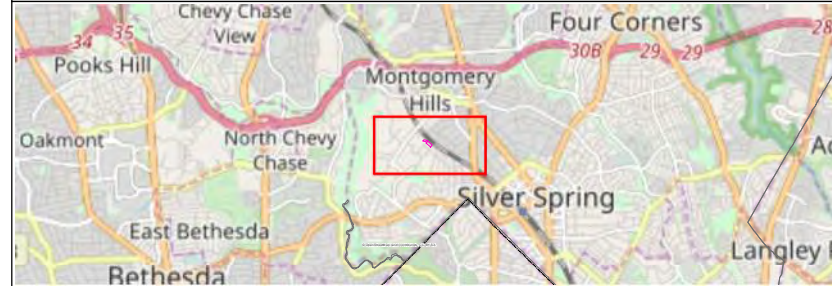 Chevy Chase
View
Four Corners
34
35
30B
29
29
28
Pooks Hill
Montgomery
Hills
Oakmont
North Chevy
Chase
Silver Spring
East Bethesda
Langley
Bethesda